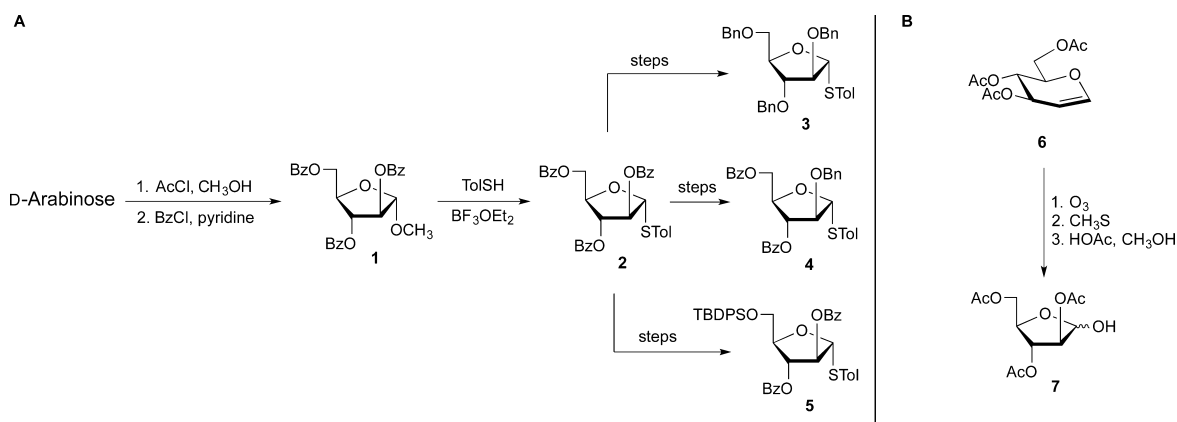 A
B
steps
BnO
O
OBn
STol
BnO
3
D-Arabinose
1. AcCl, CH3OH
2. BzCl, pyridine
BzO
O
OBz
OCH3
BzO
1
TolSH
BF3OEt2
BzO
O
OBz
STol
BzO
2
steps
BzO
O
OBn
STol
BzO
4
steps
TBDPSO
O
OBz
STol
BzO
5
OAc
AcO
AcO
O
6
1. O3
2. CH3S
3. HOAc, CH3OH
AcO
O
OAc
OH
AcO
7